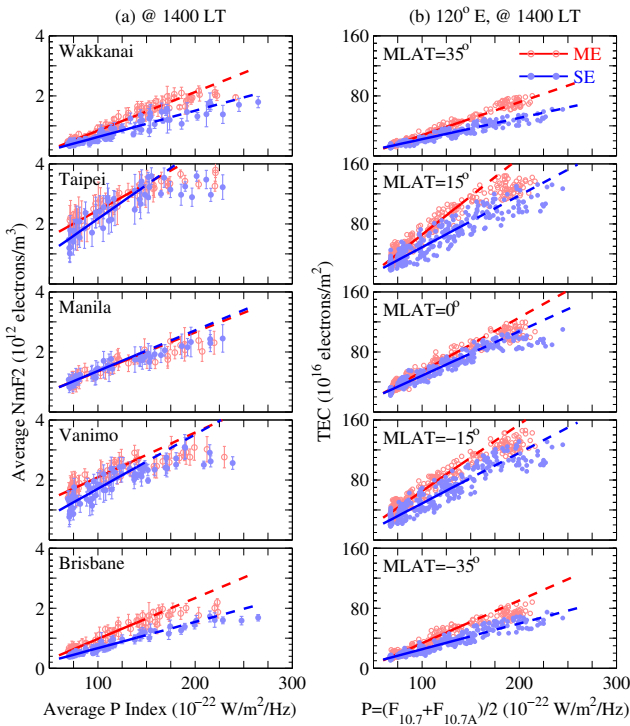 (a) @ 1400 LT
(b) 120° E, @ 1400 LT
Average NmF2 (10¹² electrons/m³)
4
Wakkanai
2
4
Taipei
2
4
Manila
2
4
Vanimo
2
4
Brisbane
2
0
100 200 300
Average P Index (10⁻²² W/m²/Hz)
TEC (10¹⁶ electrons/m²)
160
MLAT=35°
ME
SE
80
160
MLAT=15°
80
160
MLAT=0°
80
160
MLAT=−15°
80
160
MLAT=−35°
80
0
100 200 300
P=(F₁₀.₇+F₁₀.₇A)/2 (10⁻²² W/m²/Hz)